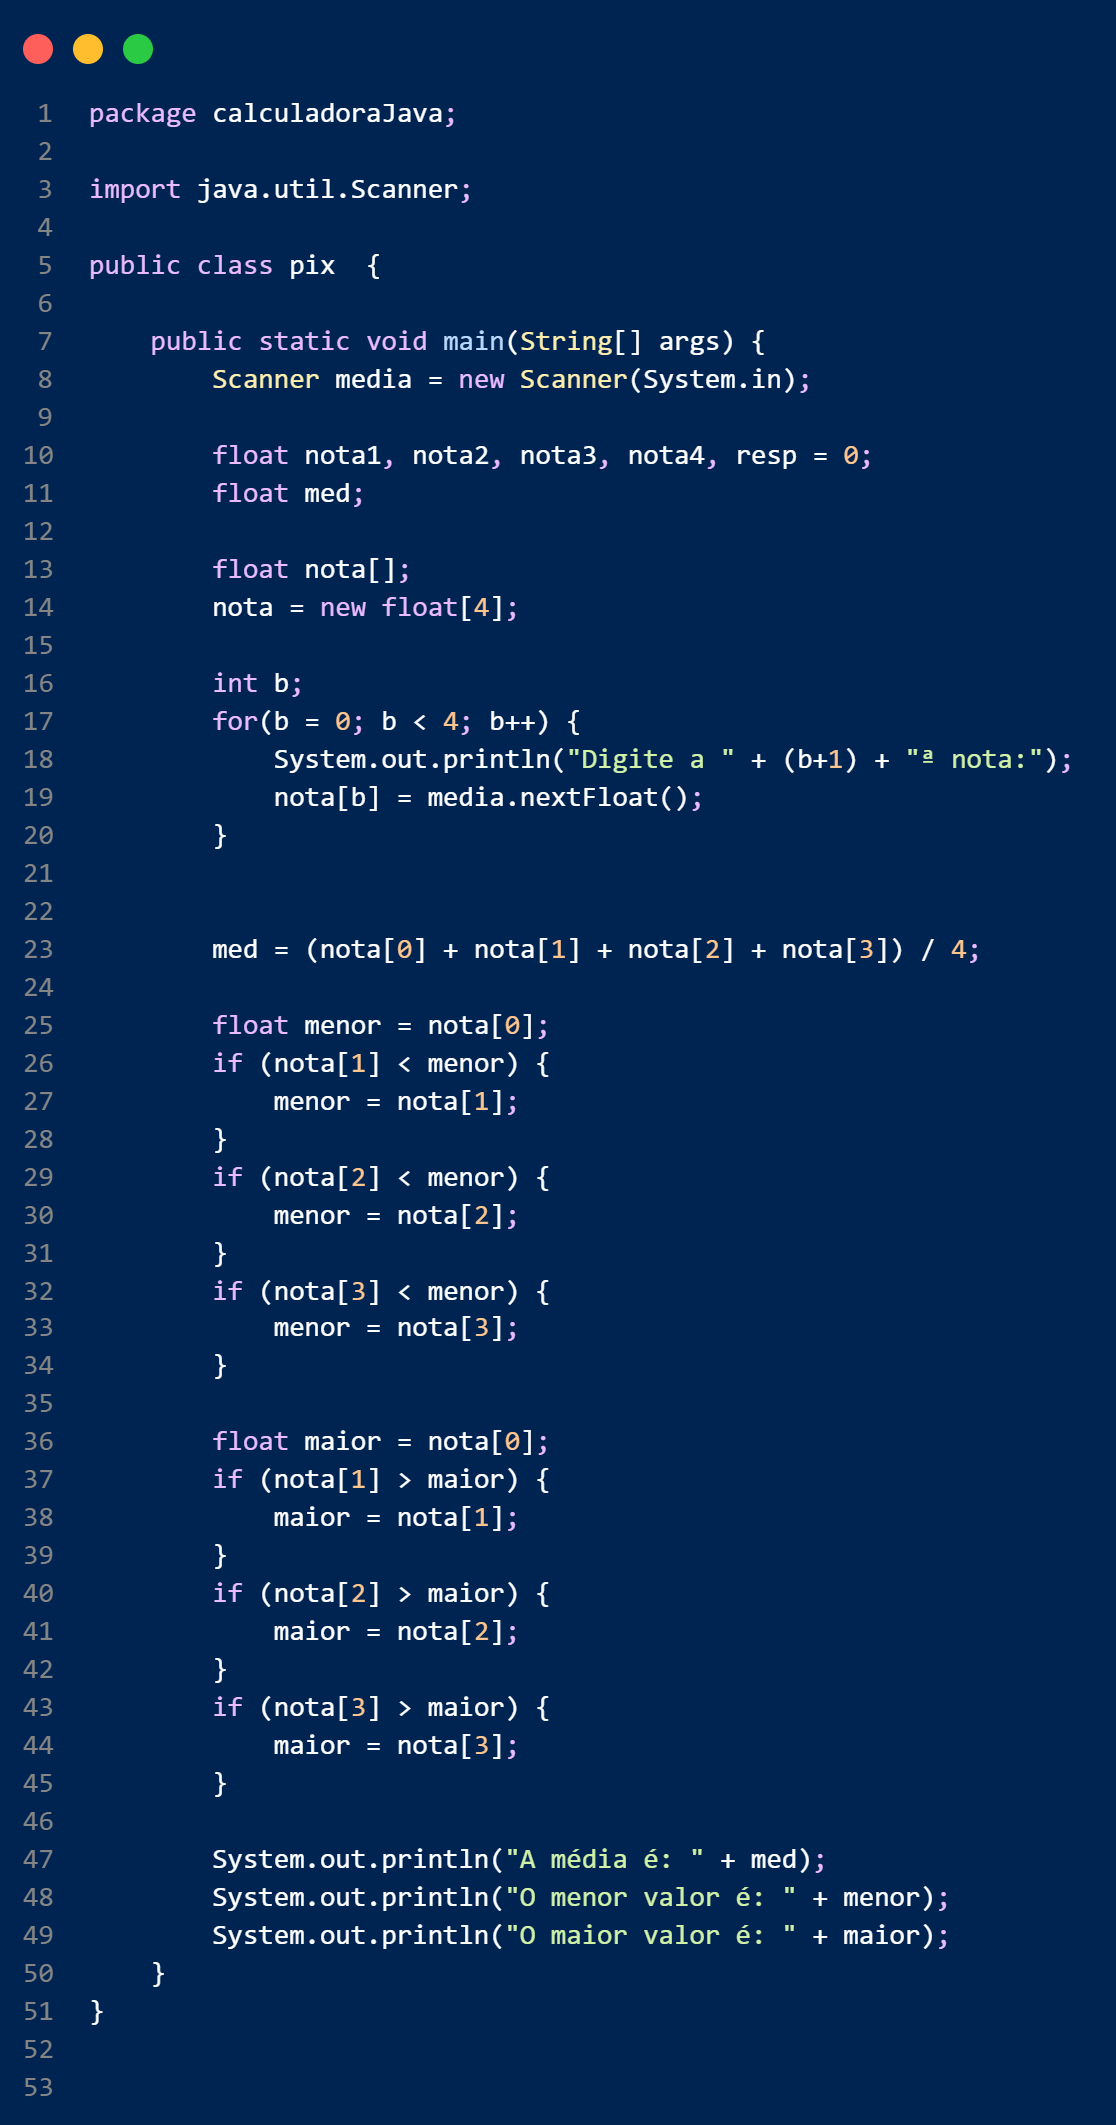 1 package calculadoraJava;
2
3 import java.util.Scanner;
4
5 public class pix  {
6
7     public static void main(String[] args) {
8         Scanner media = new Scanner(System.in);
9
10         float nota1, nota2, nota3, nota4, resp = 0;
11         float med;
12
13         float nota[];
14         nota = new float[4];
15
16         int b;
17         for(b = 0; b < 4; b++) {
18             System.out.println("Digite a " + (b+1) + "ª nota:");
19             nota[b] = media.nextFloat();
20         }
21
22
23         med = (nota[0] + nota[1] + nota[2] + nota[3]) / 4;
24
25         float menor = nota[0];
26         if (nota[1] < menor) {
27             menor = nota[1];
28         }
29         if (nota[2] < menor) {
30             menor = nota[2];
31         }
32         if (nota[3] < menor) {
33             menor = nota[3];
34         }
35
36         float maior = nota[0];
37         if (nota[1] > maior) {
38             maior = nota[1];
39         }
40         if (nota[2] > maior) {
41             maior = nota[2];
42         }
43         if (nota[3] > maior) {
44             maior = nota[3];
45         }
46
47         System.out.println("A média é: " + med);
48         System.out.println("O menor valor é: " + menor);
49         System.out.println("O maior valor é: " + maior);
50     }
51 }
52
53